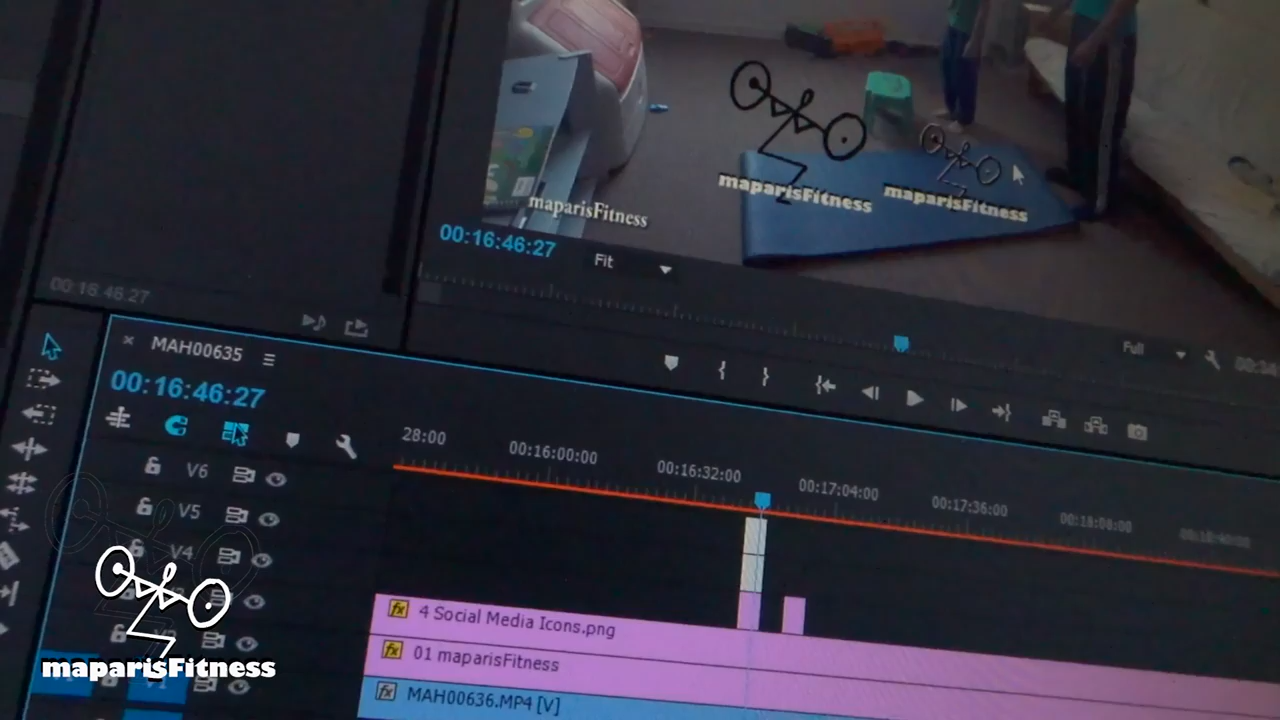 maparisFitness
maparisFitness
maparisFitness
00:16:46:27
Fit
Full
00:16:46:27
MAH00635
00:16:46:27
28:00
00:16:00:00
00:16:32:00
00:17:04:00
00:17:36:00
00:18:08:00
V6
V5
V4
4 Social Media Icons.png
01 maparisFitness
V1
MAH00636.MP4 [V]
maparisFitness